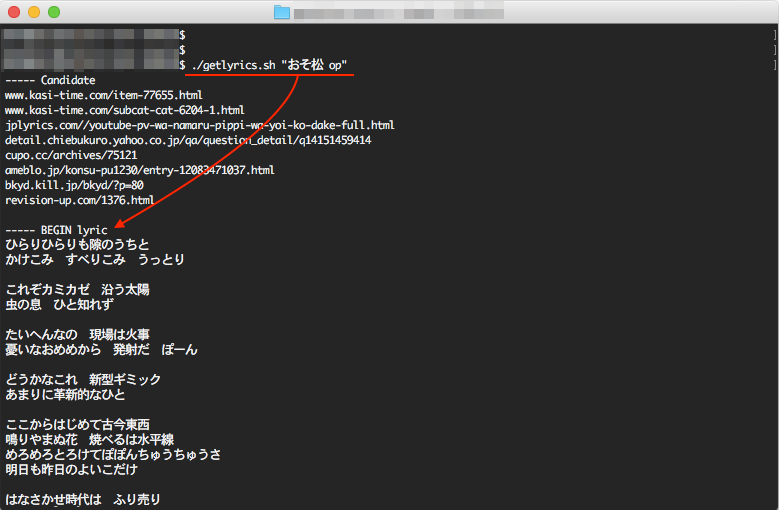 $
$
$ ./getlyrics.sh "おそ松 op"
----- Candidate
www.kasi-time.com/item-77655.html
www.kasi-time.com/subcat-cat-6204-1.html
jplyrics.com//youtube-pv-wa-namaru-pippi-wa-yoi-ko-dake-full.html
detail.chiebukuro.yahoo.co.jp/qa/question_detail/q14151459414
cupo.cc/archives/75121
ameblo.jp/konsu-pu1230/entry-12083471037.html
bkyd.kill.jp/bkyd/?p=80
revision-up.com/1376.html
----- BEGIN lyric
ひらりひらりも隙のうちと
かけこみ　すべりこみ　うっとり
これぞカミカゼ　沿う太陽
虫の息　ひと知れず
たいへんなの　現場は火事
憂いなおめめから　発射だ　ぽーん
どうかなこれ　新型ギミック
あまりに革新的なひと
ここからはじめて古今東西
鳴りやまぬ花　焼べるは水平線
めろめろとろけてぽぽんちゅうちゅうさ
明日も昨日のよいこだけ
はなさかせ時代は　ふり売り